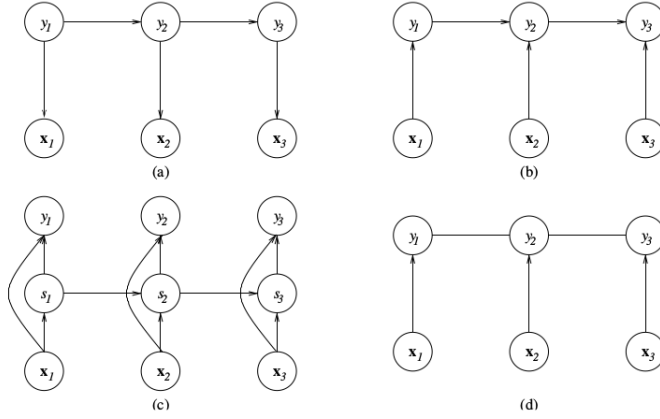 y1 y2 y3 y1 y2 y3
x1 x2 x3 x1 x2 x3
(a) (b)
y1 y2 y3 y1 y2 y3
s1 s2 s3
x1 x2 x3 x1 x2 x3
(c) (d)